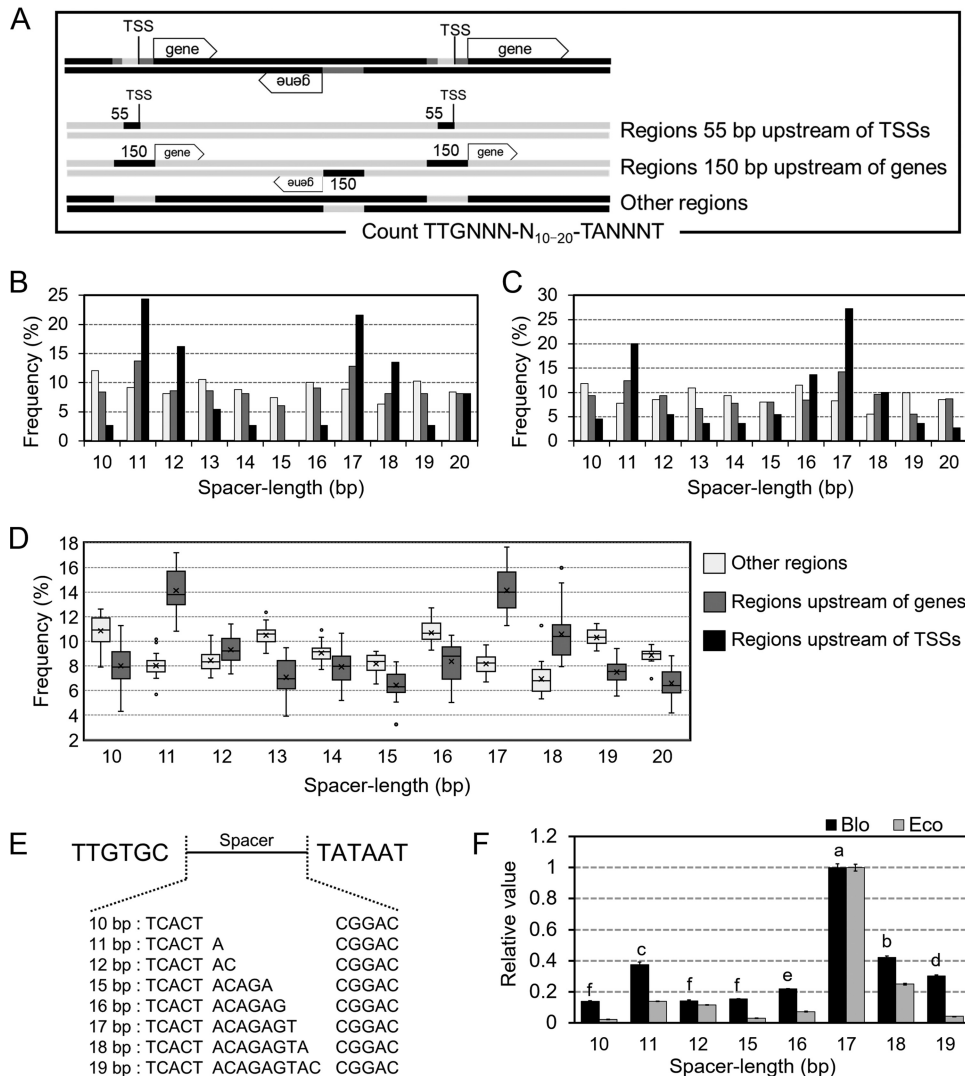 A
TSS
TSS
gene
gene
gene
TSS
TSS
55
55
Regions 55 bp upstream of TSSs
150
gene
150
gene
Regions 150 bp upstream of genes
gene
150
Other regions
Count TTGNNN-N10−20-TANNNT
B
Frequency (%)
25
20
15
10
5
0
10 11 12 13 14 15 16 17 18 19 20
Spacer-length (bp)
C
Frequency (%)
30
25
20
15
10
5
0
10 11 12 13 14 15 16 17 18 19 20
Spacer-length (bp)
D
Frequency (%)
18
16
14
12
10
8
6
4
2
10 11 12 13 14 15 16 17 18 19 20
Spacer-length (bp)
Other regions
Regions upstream of genes
Regions upstream of TSSs
E
TTGTGC Spacer TATAAT
10 bp : TCACT CGGAC
11 bp : TCACT A CGGAC
12 bp : TCACT AC CGGAC
15 bp : TCACT ACAGA CGGAC
16 bp : TCACT ACAGAG CGGAC
17 bp : TCACT ACAGAGT CGGAC
18 bp : TCACT ACAGAGTA CGGAC
19 bp : TCACT ACAGAGTAC CGGAC
F
Blo Eco
Relative value
1.2
1
0.8
0.6
0.4
0.2
0
f c f f e a b d
10 11 12 15 16 17 18 19
Spacer-length (bp)